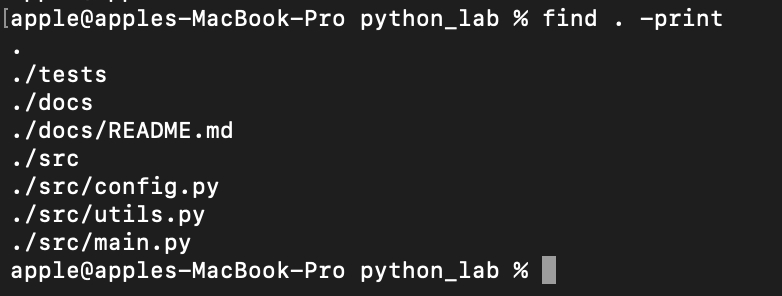 [apple@apples-MacBook-Pro python_lab % find . -print
.
./tests
./docs
./docs/README.md
./src
./src/config.py
./src/utils.py
./src/main.py
apple@apples-MacBook-Pro python_lab %